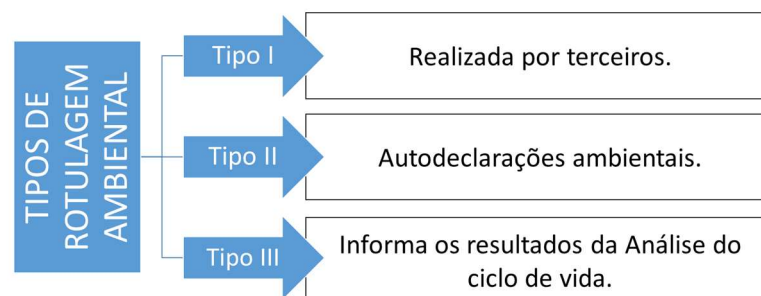 TIPOS DE
ROTULAGEM
AMBIENTAL
Tipo I
Realizada por terceiros.
Tipo II
Autodeclarações ambientais.
Tipo III
Informa os resultados da Análise do
ciclo de vida.